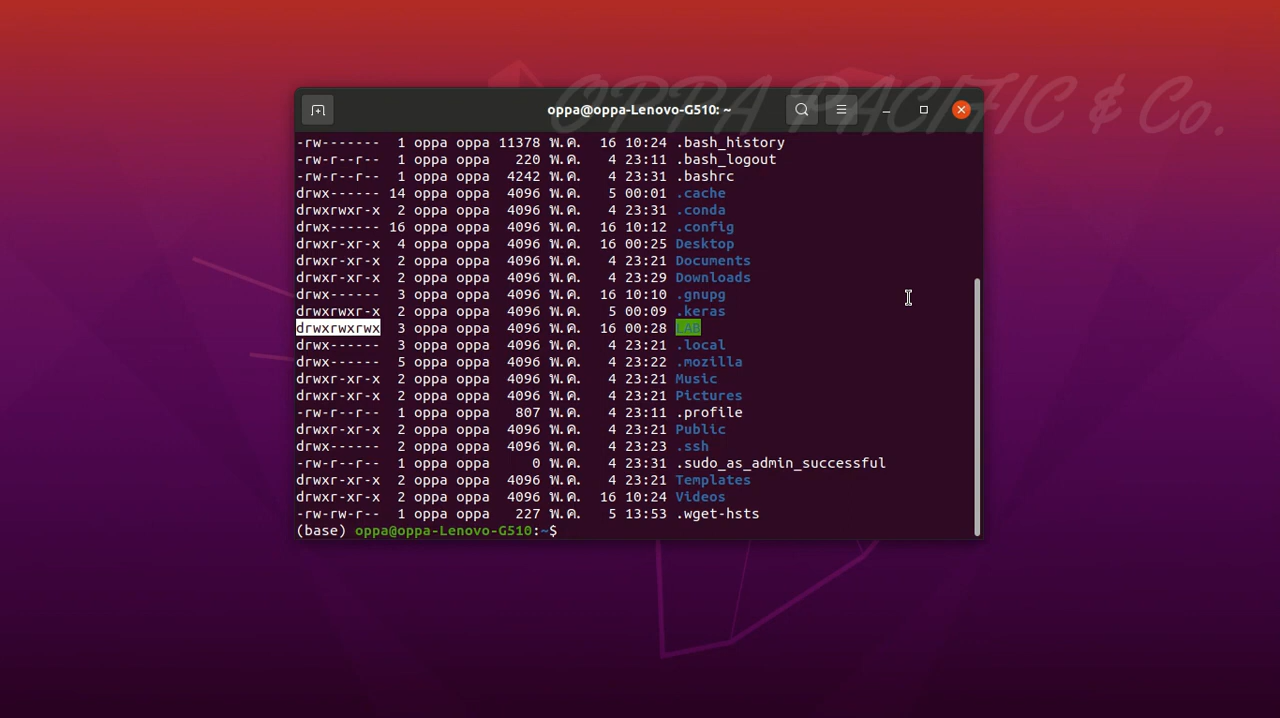 OPPA PACIFIC & Co.
oppa@oppa-Lenovo-G510: ~
-rw------- 1 oppa oppa 11378 พ.ค. 16 10:24 .bash_history
-rw-r--r-- 1 oppa oppa 220 พ.ค. 4 23:11 .bash_logout
-rw-r--r-- 1 oppa oppa 4242 พ.ค. 4 23:31 .bashrc
drwx------ 14 oppa oppa 4096 พ.ค. 5 00:01 .cache
drwxrwxr-x 2 oppa oppa 4096 พ.ค. 4 23:31 .conda
drwx------ 16 oppa oppa 4096 พ.ค. 16 10:12 .config
drwxr-xr-x 4 oppa oppa 4096 พ.ค. 16 00:25 Desktop
drwxr-xr-x 2 oppa oppa 4096 พ.ค. 4 23:21 Documents
drwxr-xr-x 2 oppa oppa 4096 พ.ค. 4 23:29 Downloads
drwx------ 3 oppa oppa 4096 พ.ค. 16 10:10 .gnupg
drwxrwxr-x 2 oppa oppa 4096 พ.ค. 5 00:09 .keras
drwxrwxrwx 3 oppa oppa 4096 พ.ค. 16 00:28 LAB
drwx------ 3 oppa oppa 4096 พ.ค. 4 23:21 .local
drwx------ 5 oppa oppa 4096 พ.ค. 4 23:22 .mozilla
drwxr-xr-x 2 oppa oppa 4096 พ.ค. 4 23:21 Music
drwxr-xr-x 2 oppa oppa 4096 พ.ค. 4 23:21 Pictures
-rw-r--r-- 1 oppa oppa 807 พ.ค. 4 23:11 .profile
drwxr-xr-x 2 oppa oppa 4096 พ.ค. 4 23:21 Public
drwx------ 2 oppa oppa 4096 พ.ค. 4 23:23 .ssh
-rw-r--r-- 1 oppa oppa 0 พ.ค. 4 23:31 .sudo_as_admin_successful
drwxr-xr-x 2 oppa oppa 4096 พ.ค. 4 23:21 Templates
drwxr-xr-x 2 oppa oppa 4096 พ.ค. 16 10:24 Videos
-rw-rw-r-- 1 oppa oppa 227 พ.ค. 5 13:53 .wget-hsts
(base) oppa@oppa-Lenovo-G510:~$